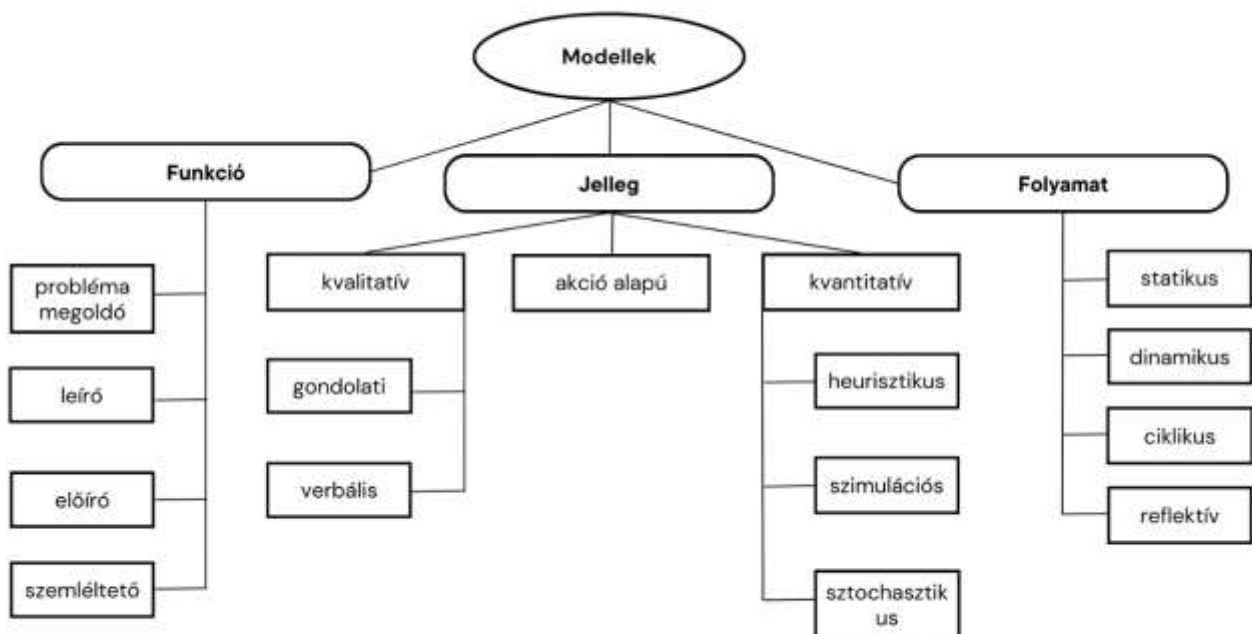 Modellek
Funkció
Jelleg
Folyamat
probléma
megoldó
leíró
előíró
szemléltető
kvalitatív
gondolati
verbális
akció alapú
kvantitatív
heurisztikus
szimulációs
sztochasztik
us
statikus
dinamikus
ciklikus
reflektív